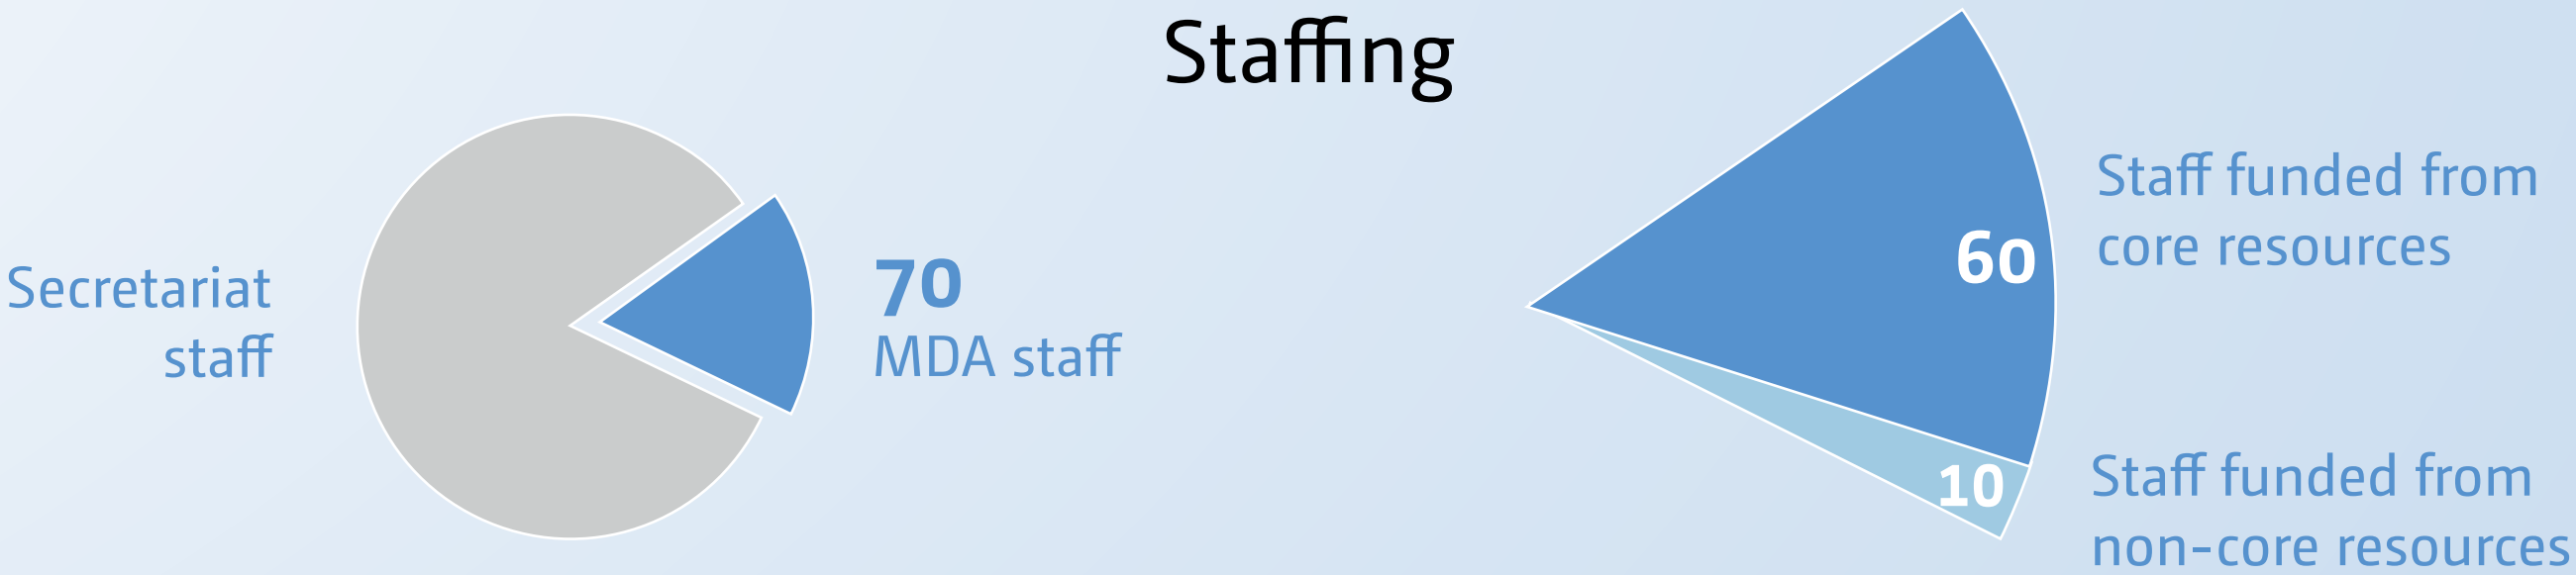 Staffing
Secretariat
staff
70
MDA staff
60
Staff funded from
core resources
10
Staff funded from
non-core resources